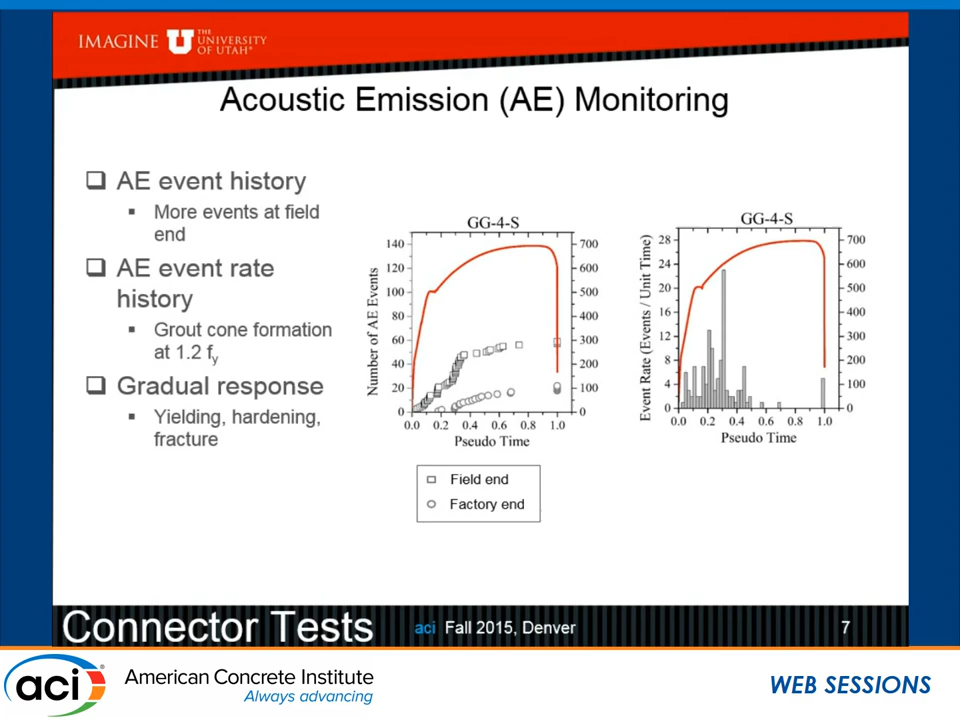 IMAGINE
THE
UNIVERSITY
OF UTAH®
Acoustic Emission (AE) Monitoring
AE event history
More events at field
end
AE event rate
history
Grout cone formation
at 1.2 fy
Gradual response
Yielding, hardening,
fracture
GG-4-S
Number of AE Events
140
120
100
80
60
40
20
0
700
600
500
400
300
200
100
0
0.0 0.2 0.4 0.6 0.8 1.0
Pseudo Time
Field end
Factory end
GG-4-S
Event Rate (Events / Unit Time)
28
24
20
16
12
8
4
0
700
600
500
400
300
200
100
0
0.0 0.2 0.4 0.6 0.8 1.0
Pseudo Time
Connector Tests
aci Fall 2015, Denver
7
aci®
American Concrete Institute
Always advancing
WEB SESSIONS